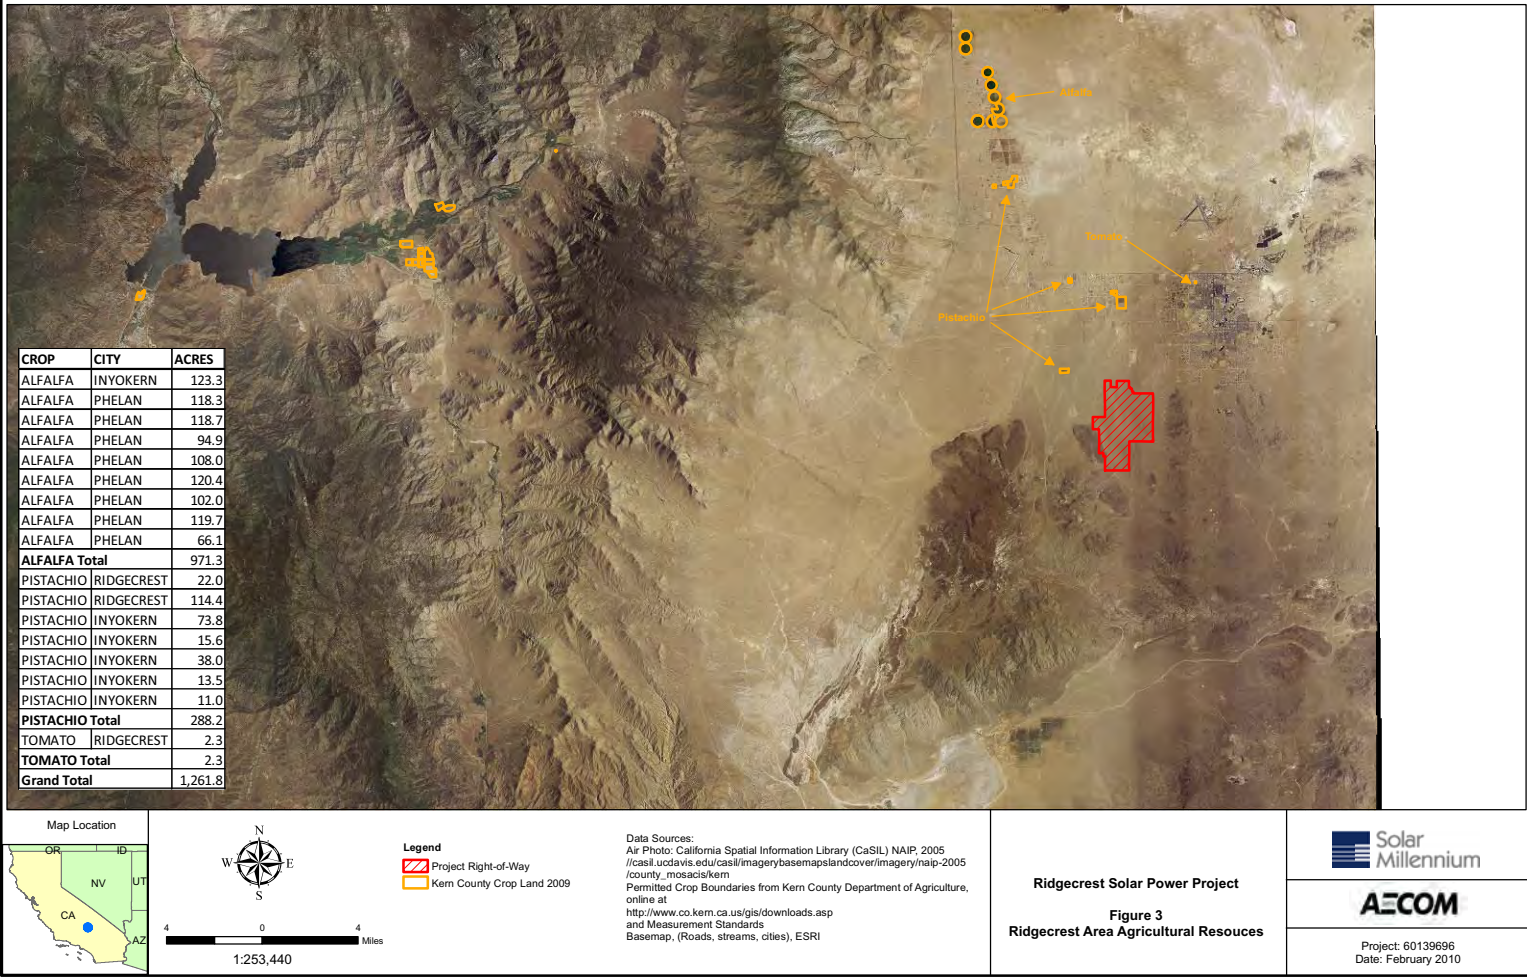 Alfalfa
Tomato
Pistachio
CROP CITY ACRES
ALFALFA INYOKERN 123.3
ALFALFA PHELAN 118.3
ALFALFA PHELAN 118.7
ALFALFA PHELAN 94.9
ALFALFA PHELAN 108.0
ALFALFA PHELAN 120.4
ALFALFA PHELAN 102.0
ALFALFA PHELAN 119.7
ALFALFA PHELAN 66.1
ALFALFA Total 971.3
PISTACHIO RIDGECREST 22.0
PISTACHIO RIDGECREST 114.4
PISTACHIO INYOKERN 73.8
PISTACHIO INYOKERN 15.6
PISTACHIO INYOKERN 38.0
PISTACHIO INYOKERN 13.5
PISTACHIO INYOKERN 11.0
PISTACHIO Total 288.2
TOMATO RIDGECREST 2.3
TOMATO Total 2.3
Grand Total 1,261.8
Map Location
OR ID
NV UT
CA
AZ
N
W E
S
4 0 4
Miles
1:253,440
Legend
Project Right-of-Way
Kern County Crop Land 2009
Data Sources:
Air Photo: California Spatial Information Library (CaSIL) NAIP, 2005
//casil.ucdavis.edu/casil/imagerybasemapslandcover/imagery/naip-2005
/county_mosacis/kern
Permitted Crop Boundaries from Kern County Department of Agriculture,
online at
http://www.co.kern.ca.us/gis/downloads.asp
and Measurement Standards
Basemap, (Roads, streams, cities), ESRI
Ridgecrest Solar Power Project
Figure 3
Ridgecrest Area Agricultural Resouces
Solar
Millennium
AECOM
Project: 60139696
Date: February 2010